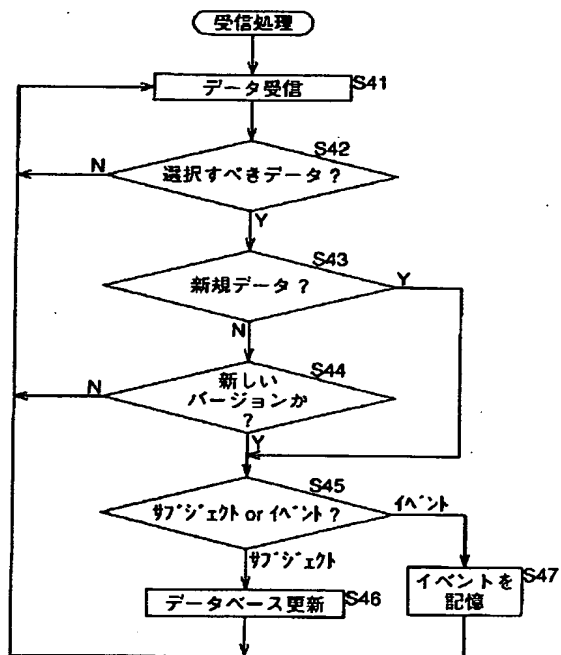 受信処理
データ受信
S41
S42
N
選択すべきデータ?
Y
S43
新規データ?
Y
N
S44
N
新しい
バージョンか
?
Y
S45
サブジェクト or イベント?
イベント
サブジェクト
データベース更新
S46
イベントを
記憶
S47